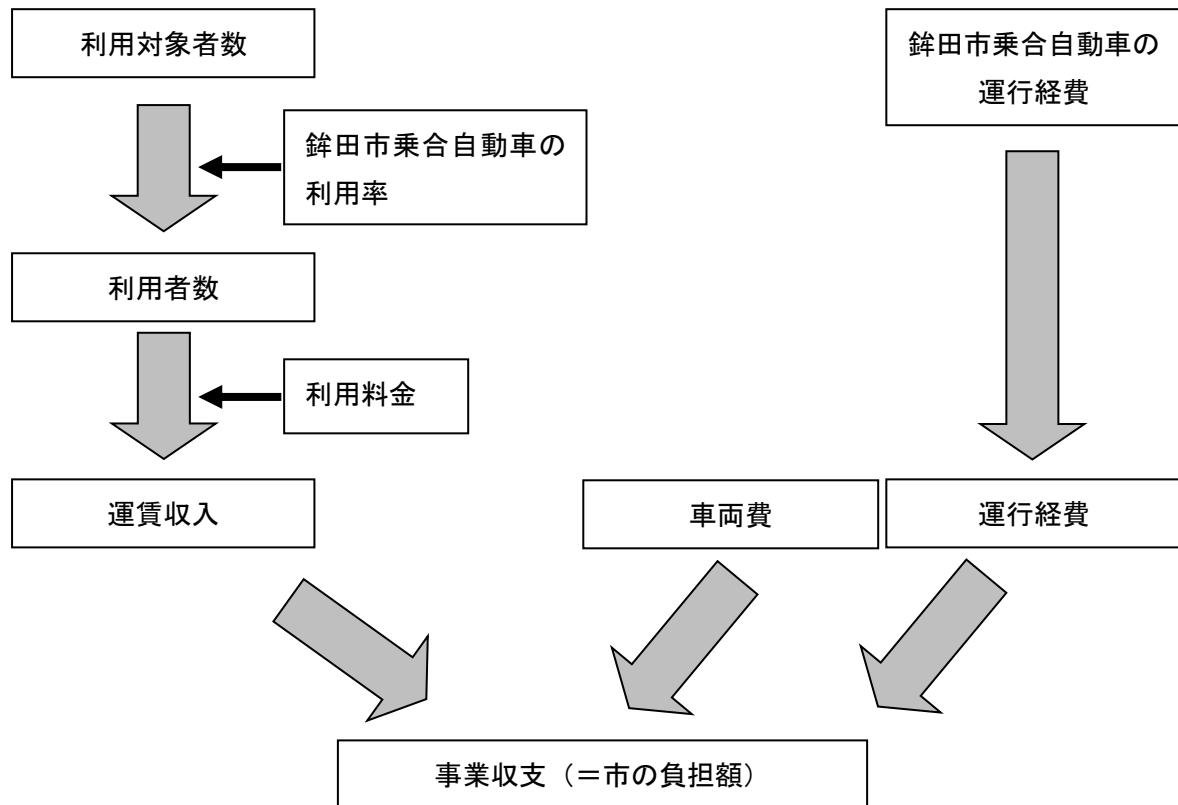 利用対象者数
鉾田市乗合自動車の
運行経費
鉾田市乗合自動車の
利用率
利用者数
利用料金
運賃収入
車両費
運行経費
事業収支（＝市の負担額）